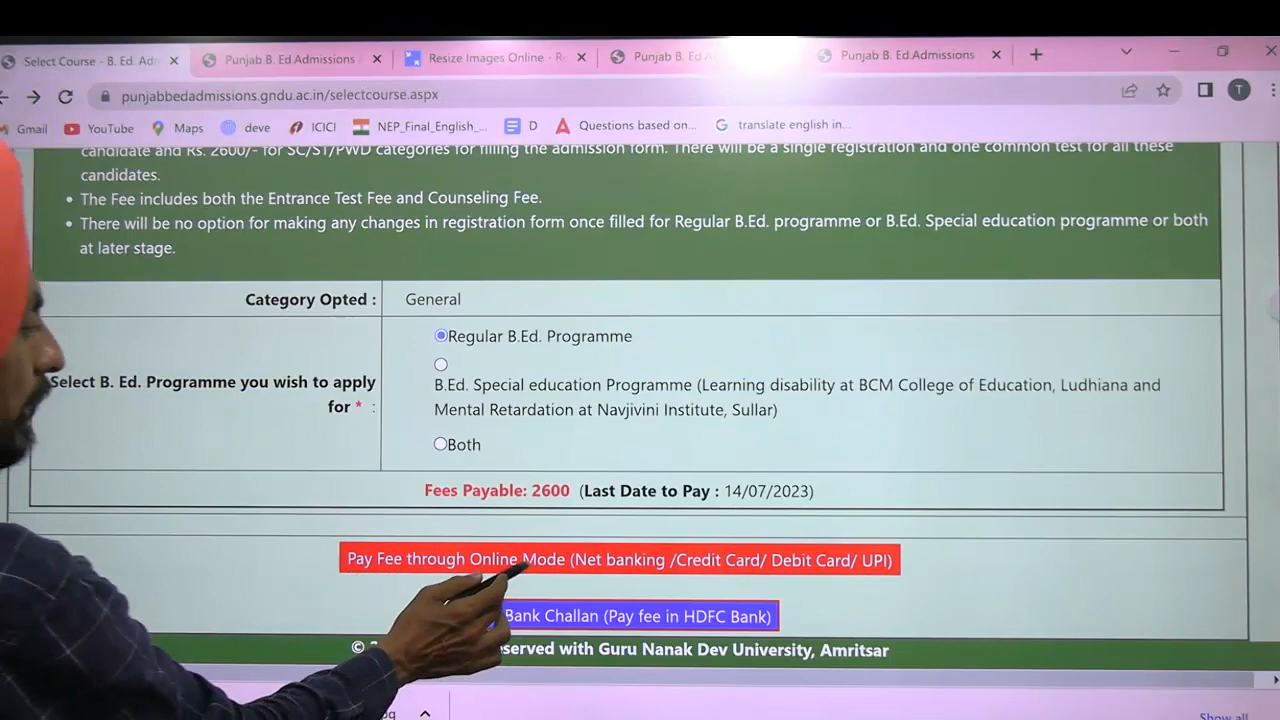 Select Course - B. Ed. Adm
Punjab B. Ed.Admissions
Resize Images Online - Re
Punjab B. Ed.A
Punjab B. Ed.Admissions
punjabbedadmissions.gndu.ac.in/selectcourse.aspx
T
Gmail
YouTube
Maps
deve
ICICI
NEP_Final_English_...
D
Questions based on...
translate english in...
candidate and Rs. 2600/- for SC/ST/PWD categories for filling the admission form. There will be a single registration and one common test for all these
candidates.
• The Fee includes both the Entrance Test Fee and Counseling Fee.
• There will be no option for making any changes in registration form once filled for Regular B.Ed. programme or B.Ed. Special education programme or both
at later stage.
Category Opted : General
Select B. Ed. Programme you wish to apply
for * :
Regular B.Ed. Programme
B.Ed. Special education Programme (Learning disability at BCM College of Education, Ludhiana and
Mental Retardation at Navjivini Institute, Sullar)
Both
Fees Payable: 2600 (Last Date to Pay : 14/07/2023)
Pay Fee through Online Mode (Net banking /Credit Card/ Debit Card/ UPI)
Bank Challan (Pay fee in HDFC Bank)
served with Guru Nanak Dev University, Amritsar
Show all